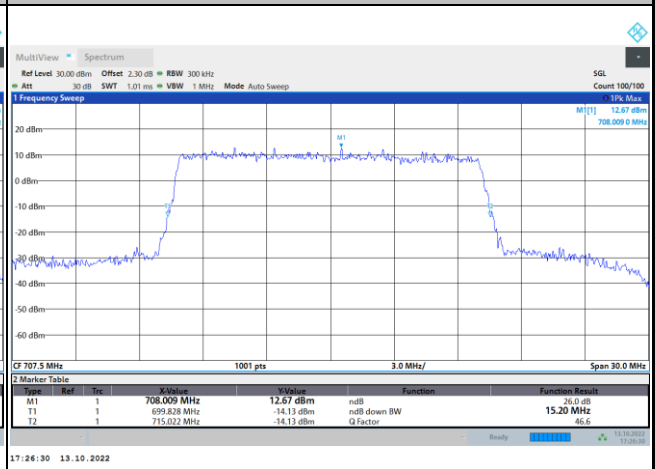 MultiView Spectrum
Ref Level 30.00 dBm Offset 2.30 dB RBW 300 kHz SGL
Att 30 dB SWT 1.01 ms VBW 1 MHz Mode Auto Sweep Count 100/100
1 Frequency Sweep 1Pk Max
M1[1] 12.67 dBm
708.009 0 MHz
20 dBm
M1
10 dBm
0 dBm
-10 dBm
-20 dBm
-30 dBm
-40 dBm
-50 dBm
-60 dBm
CF 707.5 MHz 1001 pts 3.0 MHz/ Span 30.0 MHz
2 Marker Table
Type Ref Trc X-Value Y-Value Function Function Result
M1 1 708.009 MHz 12.67 dBm ndB 26.0 dB
T1 1 699.828 MHz -14.13 dBm ndB down BW 15.20 MHz
T2 1 715.022 MHz -14.13 dBm Q Factor 46.6
Ready 13.10.2022
17:26:30
17:26:30 13.10.2022